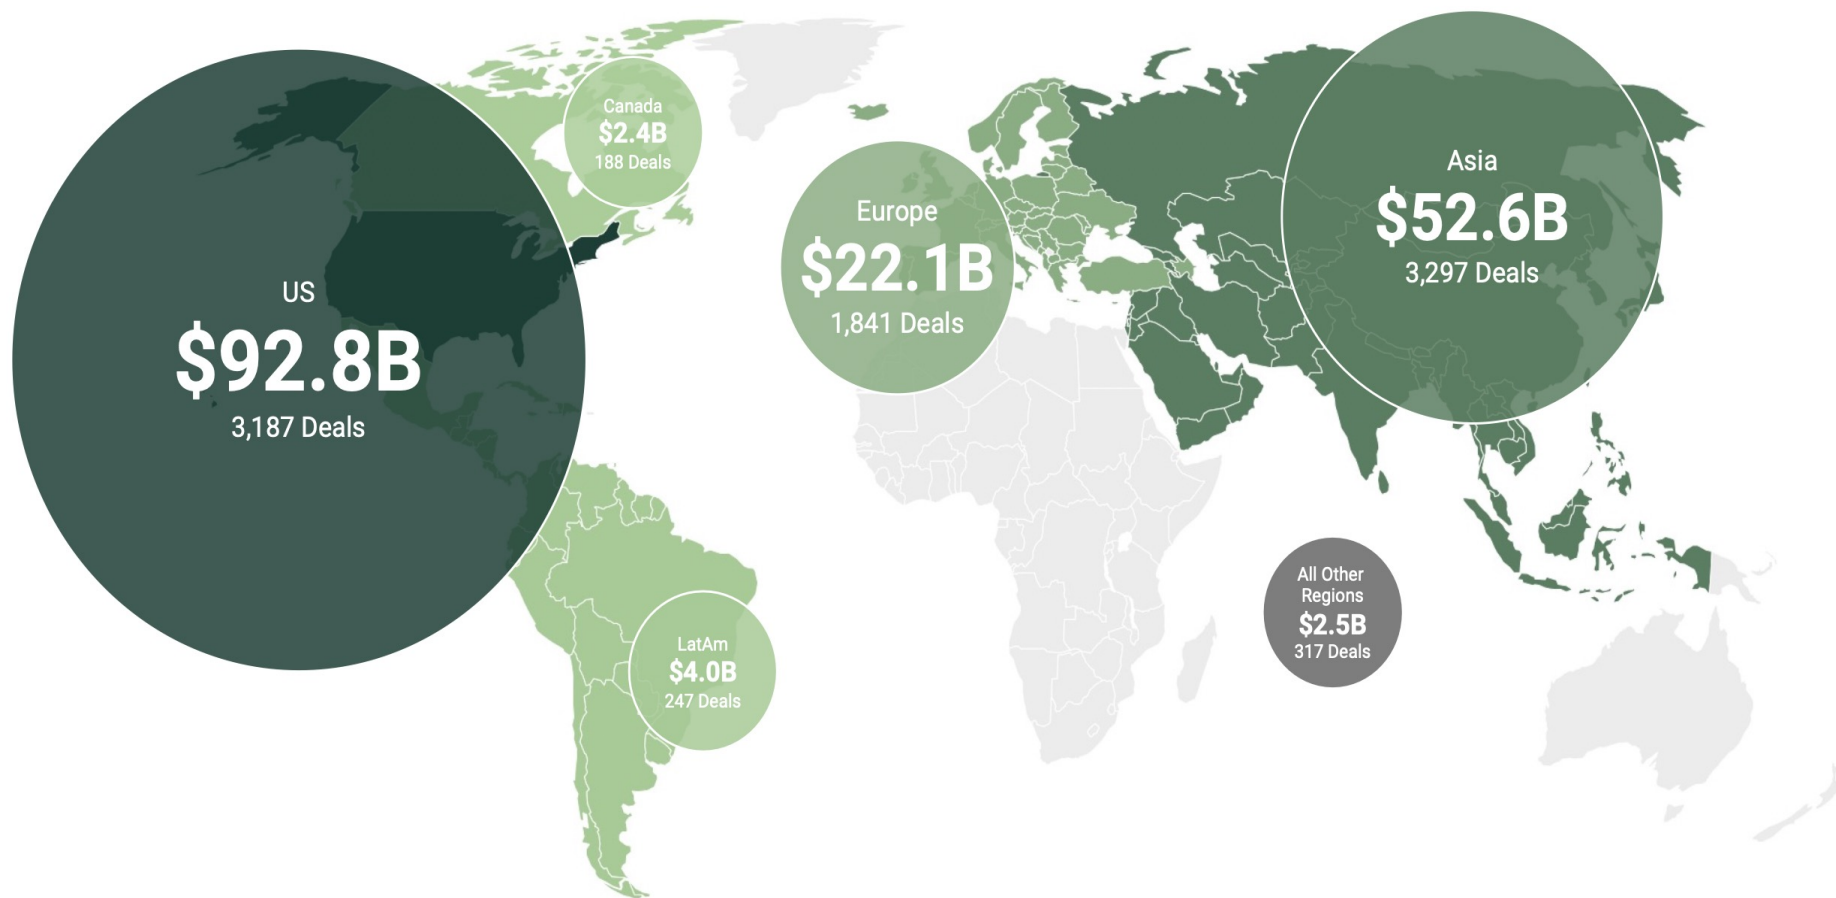 US
$92.8B
3,187 Deals
Canada
$2.4B
188 Deals
LatAm
$4.0B
247 Deals
Europe
$22.1B
1,841 Deals
Asia
$52.6B
3,297 Deals
All Other
Regions
$2.5B
317 Deals